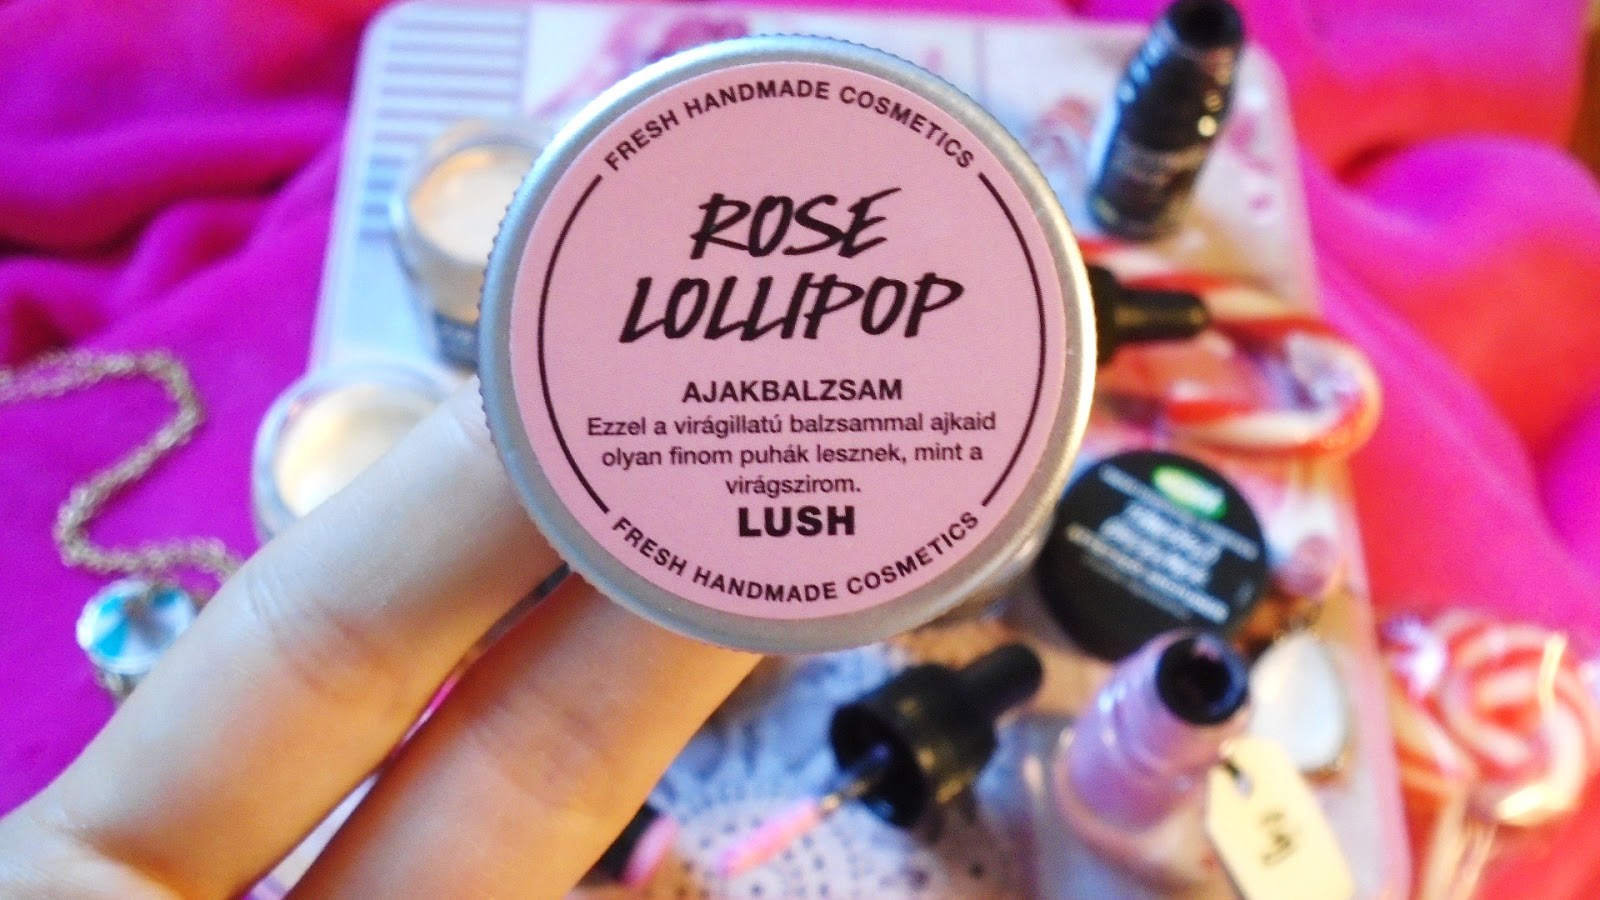 FRESH HANDMADE COSMETICS
ROSE
LOLLIPOP
AJAKBALZSAM
Ezzel a virágillatú balzsammal ajkaid
olyan finom puhák lesznek, mint a
virágszirom.
LUSH
FRESH HANDMADE COSMETICS